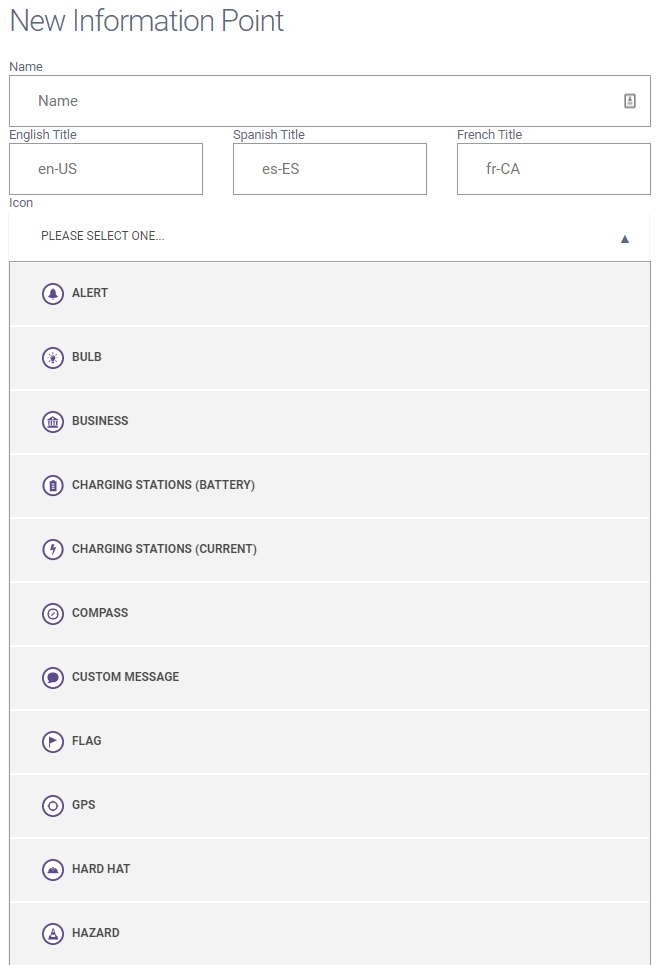 New Information Point
Name
Name
English Title Spanish Title French Title
en-US es-ES fr-CA
Icon
PLEASE SELECT ONE...
ALERT
BULB
BUSINESS
CHARGING STATIONS (BATTERY)
CHARGING STATIONS (CURRENT)
COMPASS
CUSTOM MESSAGE
FLAG
GPS
HARD HAT
HAZARD